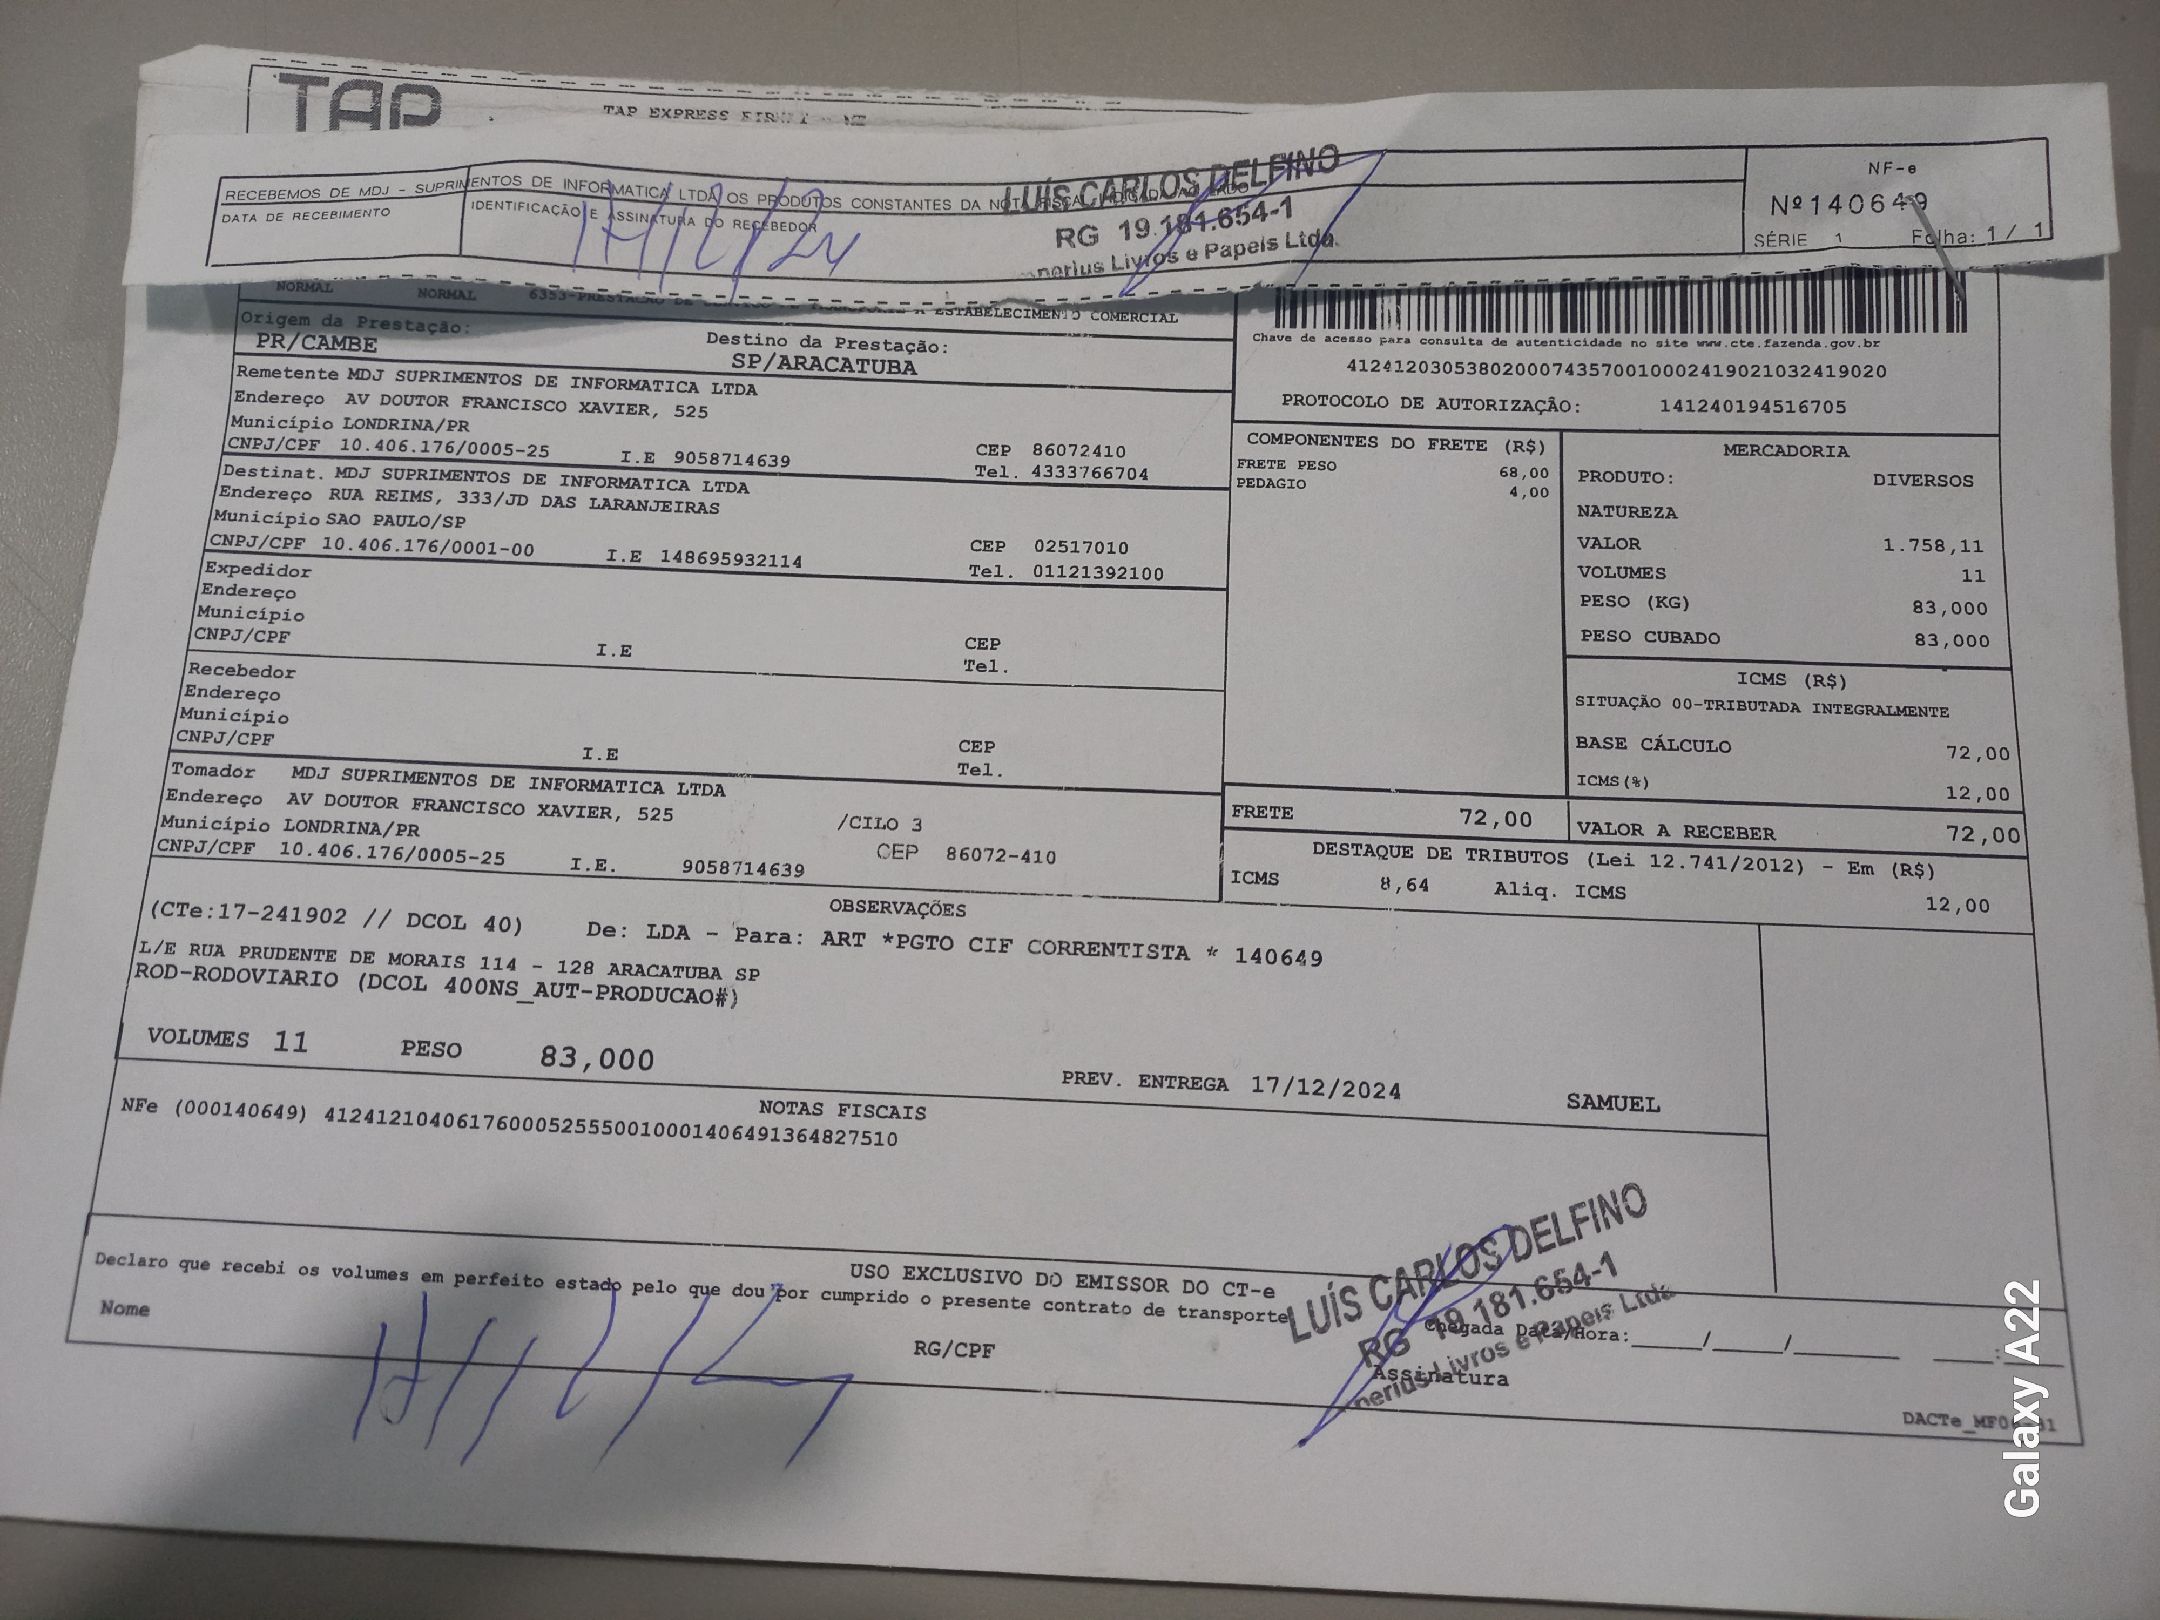 TAP
TAP EXPRESS
RECEBEMOS DE MDJ - SUPRIMENTOS DE INFORMATICA LTDA OS PRODUTOS CONSTANTES DA NOTA FISCAL
NF-e
Nº140649
SÉRIE 1 Folha: 1 / 1
DATA DE RECEBIMENTO
IDENTIFICAÇÃO E ASSINATURA DO RECEBEDOR
17/12/24
LUÍS CARLOS DELFINO
RG 19.181.654-1
Livros e Papeis Ltda.
NORMAL NORMAL ESTABELECIMENTO COMERCIAL
Origem da Prestação:
PR/CAMBE
Destino da Prestação:
SP/ARACATUBA
Chave de acesso para consulta de autenticidade no site www.cte.fazenda.gov.br
41241203053802000743570010002419021032419020
PROTOCOLO DE AUTORIZAÇÂO: 141240194516705
Remetente MDJ SUPRIMENTOS DE INFORMATICA LTDA
Endereço AV DOUTOR FRANCISCO XAVIER, 525
Município LONDRINA/PR CEP 86072410
CNPJ/CPF 10.406.176/0005-25 I.E 9058714639 Tel. 4333766704
Destinat. MDJ SUPRIMENTOS DE INFORMATICA LTDA
Endereço RUA REIMS, 333/JD DAS LARANJEIRAS
Município SAO PAULO/SP CEP 02517010
CNPJ/CPF 10.406.176/0001-00 I.E 148695932114 Tel. 01121392100
Expedidor
Endereço
Município CEP
CNPJ/CPF I.E Tel.
Recebedor
Endereço
Município CEP
CNPJ/CPF I.E Tel.
Tomador MDJ SUPRIMENTOS DE INFORMATICA LTDA
Endereço AV DOUTOR FRANCISCO XAVIER, 525 /CILO 3
Município LONDRINA/PR CEP 86072-410
CNPJ/CPF 10.406.176/0005-25 I.E. 9058714639
COMPONENTES DO FRETE (R$)
FRETE PESO 68,00
PEDAGIO 4,00
MERCADORIA
PRODUTO: DIVERSOS
NATUREZA
VALOR 1.758,11
VOLUMES 11
PESO (KG) 83,000
PESO CUBADO 83,000
ICMS (R$)
SITUAÇÃO 00-TRIBUTADA INTEGRALMENTE
BASE CÁLCULO 72,00
ICMS(%) 12,00
FRETE 72,00 VALOR A RECEBER 72,00
DESTAQUE DE TRIBUTOS (Lei 12.741/2012) - Em (R$)
ICMS 8,64 Aliq. ICMS 12,00
OBSERVAÇÕES
(CTe:17-241902 // DCOL 40) De: LDA - Para: ART *PGTO CIF CORRENTISTA * 140649
L/E RUA PRUDENTE DE MORAIS 114 - 128 ARACATUBA SP
ROD-RODOVIARIO (DCOL 400NS_AUT-PRODUCAO#)
VOLUMES 11 PESO 83,000 PREV. ENTREGA 17/12/2024 SAMUEL
NOTAS FISCAIS
NFe (000140649) 41241210406176000525550010001406491364827510
USO EXCLUSIVO DO EMISSOR DO CT-e
Declaro que recebi os volumes em perfeito estado pelo que dou por cumprido o presente contrato de transporte
Nome RG/CPF Chegada Data/Hora:____/____/______ ____:____
Assinatura
17/12/24
LUÍS CARLOS DELFINO
RG 19.181.654-1
Livros e Papeis Ltda
Galaxy A22